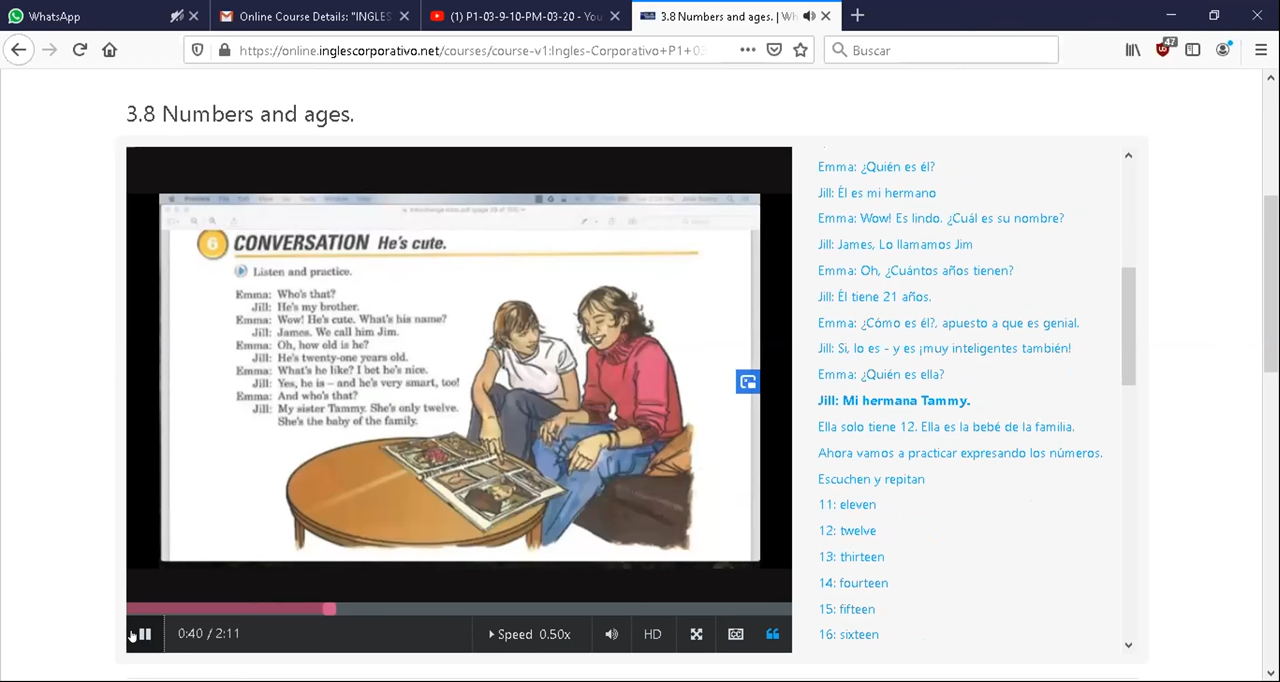 WhatsApp
Online Course Details: "INGLES
(1) P1-03-9-10-PM-03-20 - You
3.8 Numbers and ages. | Wh
https://online.inglescorporativo.net/courses/course-v1:Ingles-Corporativo+P1+03
Buscar
47
3.8 Numbers and ages.
6 CONVERSATION He's cute.
Listen and practice.
Emma: Who's that?
Jill: He's my brother.
Emma: Wow! He's cute. What's his name?
Jill: James. We call him Jim.
Emma: Oh, how old is he?
Jill: He's twenty-one years old.
Emma: What's he like? I bet he's nice.
Jill: Yes, he is – and he's very smart, too!
Emma: And who's that?
Jill: My sister Tammy. She's only twelve.
She's the baby of the family.
Emma: ¿Quién es él?
Jill: Él es mi hermano
Emma: Wow! Es lindo. ¿Cuál es su nombre?
Jill: James, Lo llamamos Jim
Emma: Oh, ¿Cuántos años tienen?
Jill: Él tiene 21 años.
Emma: ¿Cómo es él?, apuesto a que es genial.
Jill: Si, lo es - y es ¡muy inteligentes también!
Emma: ¿Quién es ella?
Jill: Mi hermana Tammy.
Ella solo tiene 12. Ella es la bebé de la familia.
Ahora vamos a practicar expresando los números.
Escuchen y repitan
11: eleven
12: twelve
13: thirteen
14: fourteen
15: fifteen
16: sixteen
0:40 / 2:11
Speed 0.50x
HD